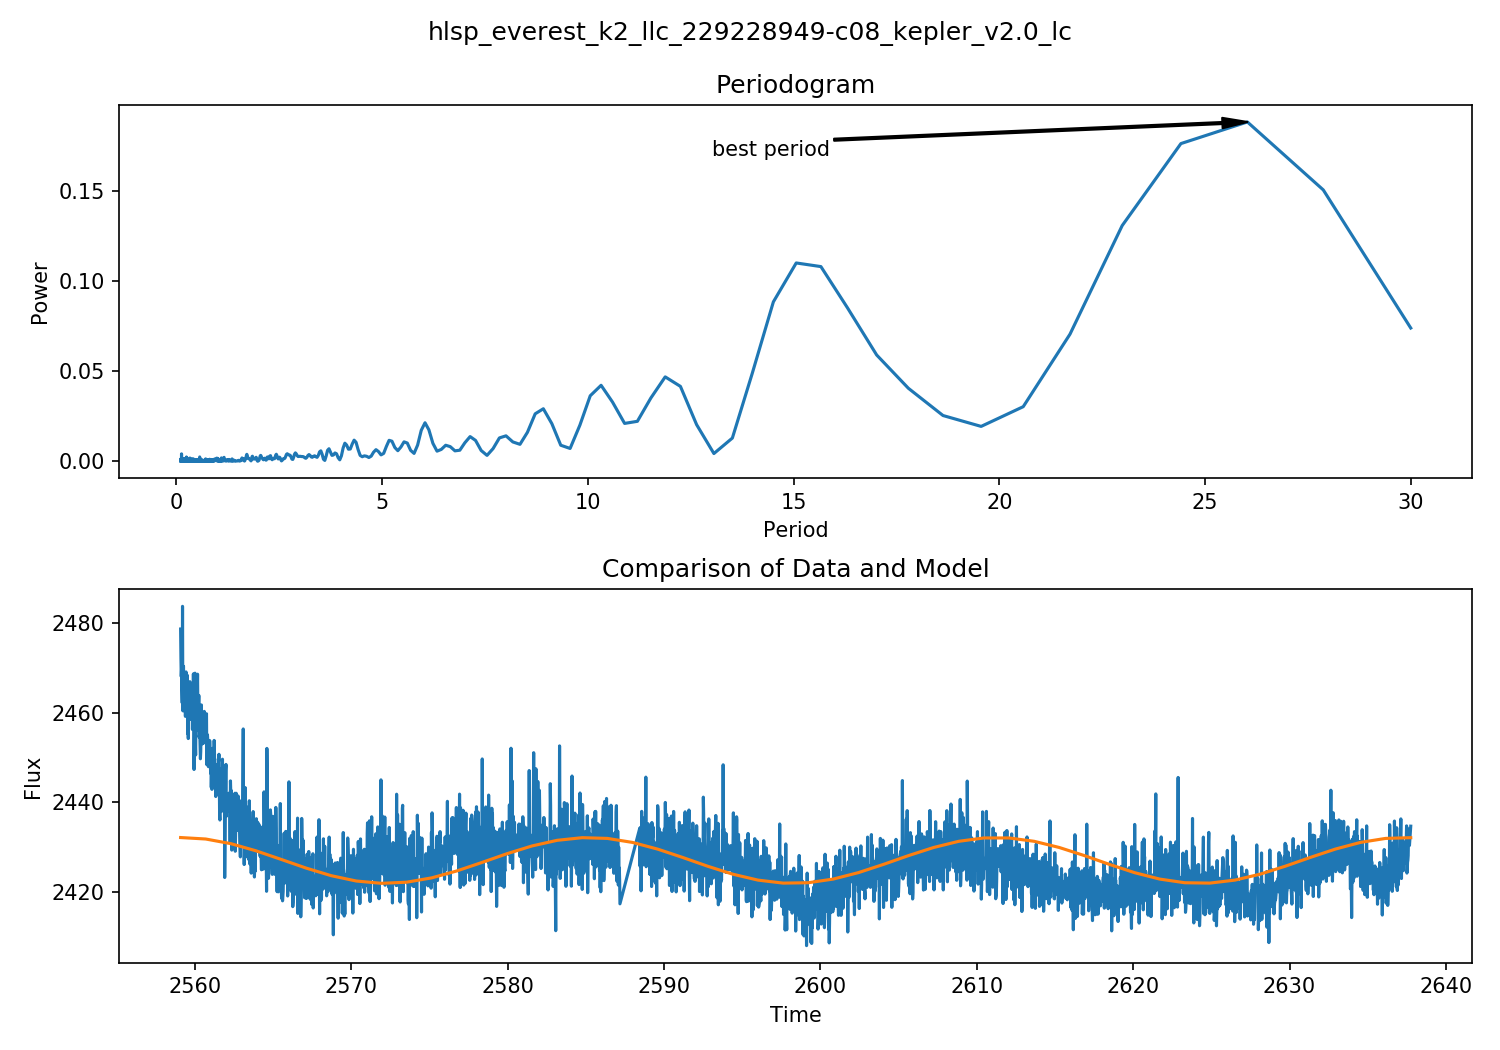 hlsp_everest_k2_llc_229228949-c08_kepler_v2.0_lc
Periodogram
best period
Power
0.15
0.10
0.05
0.00
0 5 10 15 20 25 30
Period
Comparison of Data and Model
Flux
2480
2460
2440
2420
2560 2570 2580 2590 2600 2610 2620 2630 2640
Time